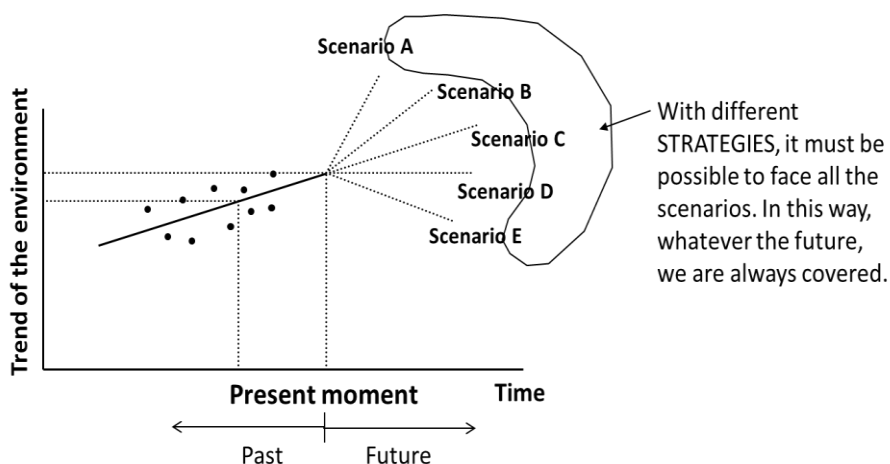 Scenario A
Scenario B
Scenario C
Scenario D
Scenario E
With different
STRATEGIES, it must be
possible to face all the
scenarios. In this way,
whatever the future,
we are always covered.
Trend of the environment
Present moment
Time
Past
Future